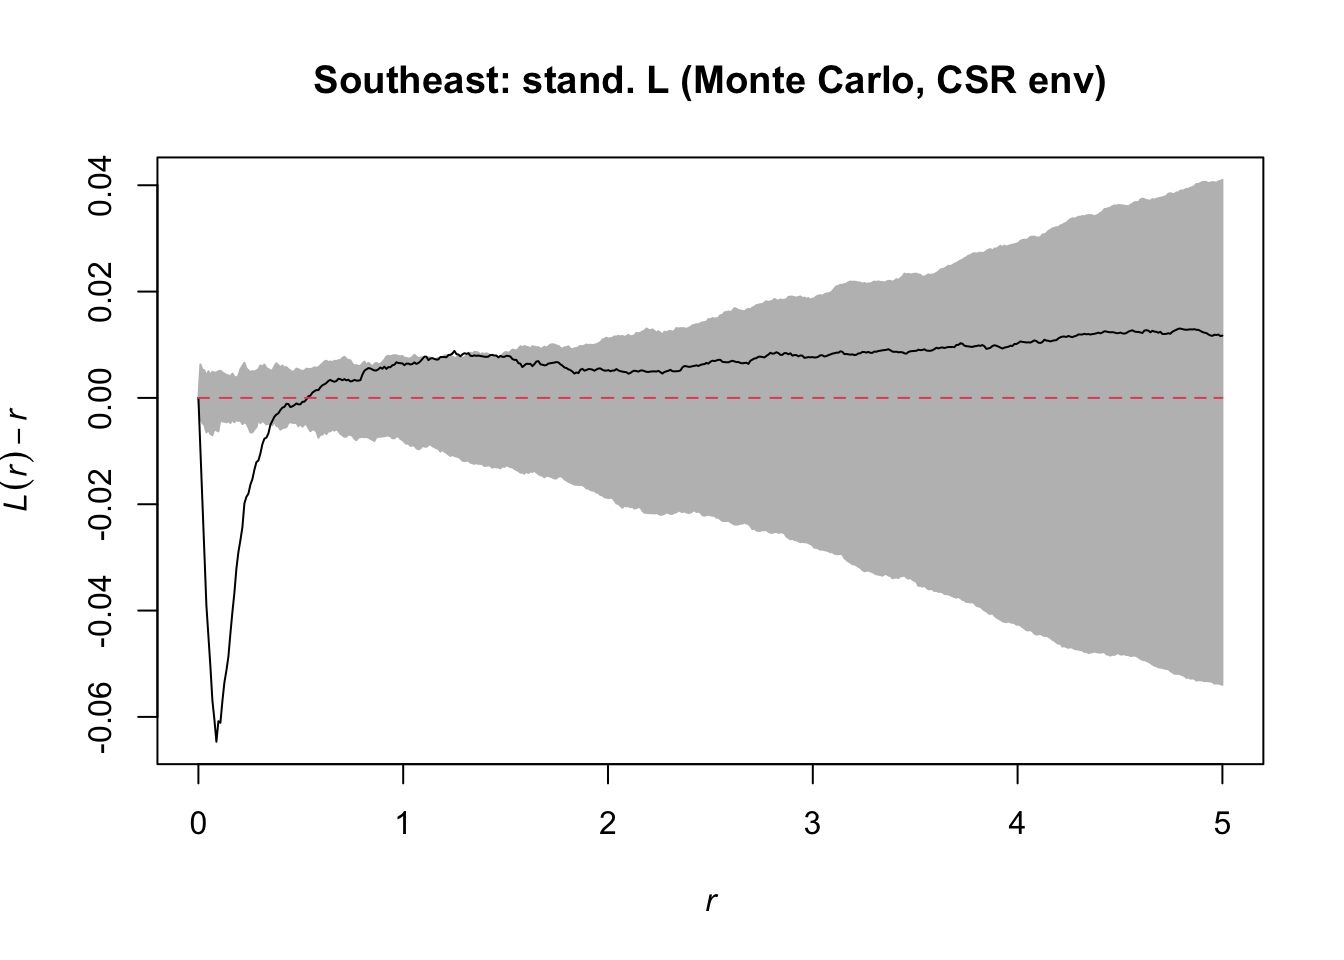 Southeast: stand. L (Monte Carlo, CSR env)
0.04
0.02
0.00
-0.02
-0.04
-0.06
L(r) − r
0 1 2 3 4 5
r